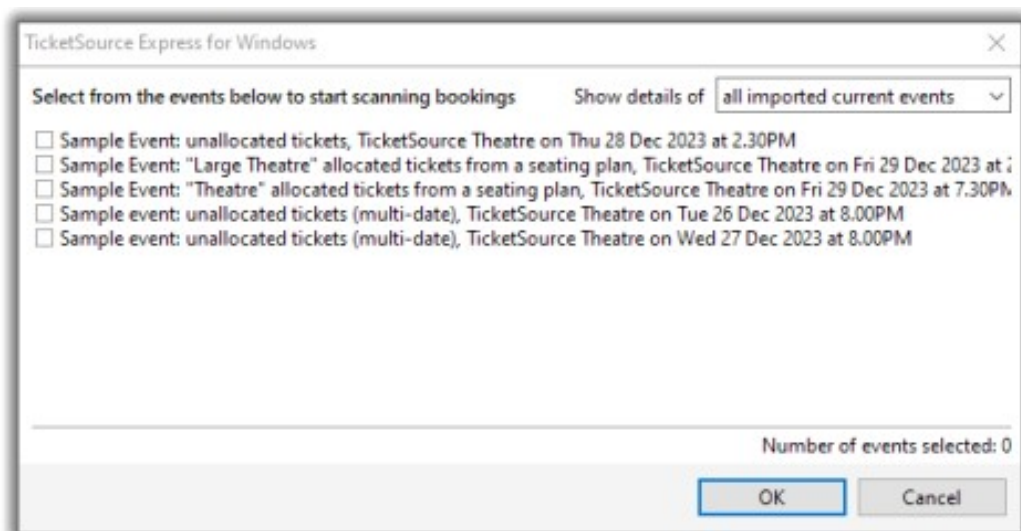 TicketSource Express for Windows
Select from the events below to start scanning bookings Show details of all imported current events
Sample Event: unallocated tickets, TicketSource Theatre on Thu 28 Dec 2023 at 2.30PM
Sample Event: "Large Theatre" allocated tickets from a seating plan, TicketSource Theatre on Fri 29 Dec 2023 at
Sample Event: "Theatre" allocated tickets from a seating plan, TicketSource Theatre on Fri 29 Dec 2023 at 7.30PM
Sample event: unallocated tickets (multi-date), TicketSource Theatre on Tue 26 Dec 2023 at 8.00PM
Sample event: unallocated tickets (multi-date), TicketSource Theatre on Wed 27 Dec 2023 at 8.00PM
Number of events selected: 0
OK Cancel